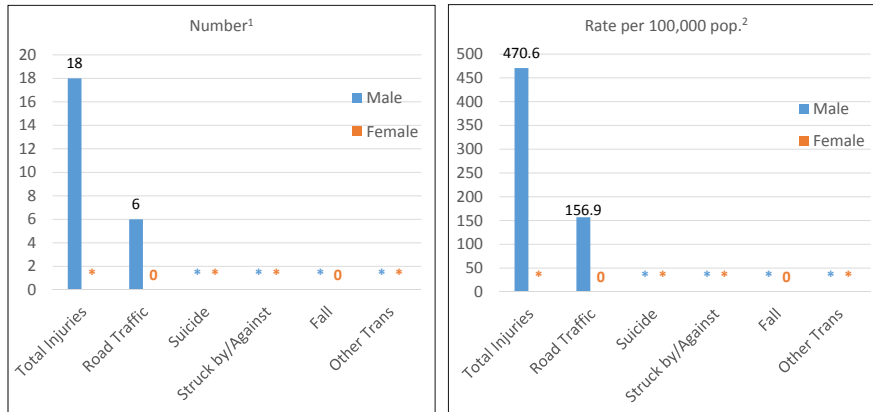 Number¹
20
18
16
14
12
10
8
6
4
2
0
18
6
* 0 * * * * * 0 * *
Male
Female
Total Injuries
Road Traffic
Suicide
Struck by/Against
Fall
Other Trans
Rate per 100,000 pop.²
500
450
400
350
300
250
200
150
100
50
0
470.6
156.9
* 0 * * * * * 0 * *
Male
Female
Total Injuries
Road Traffic
Suicide
Struck by/Against
Fall
Other Trans